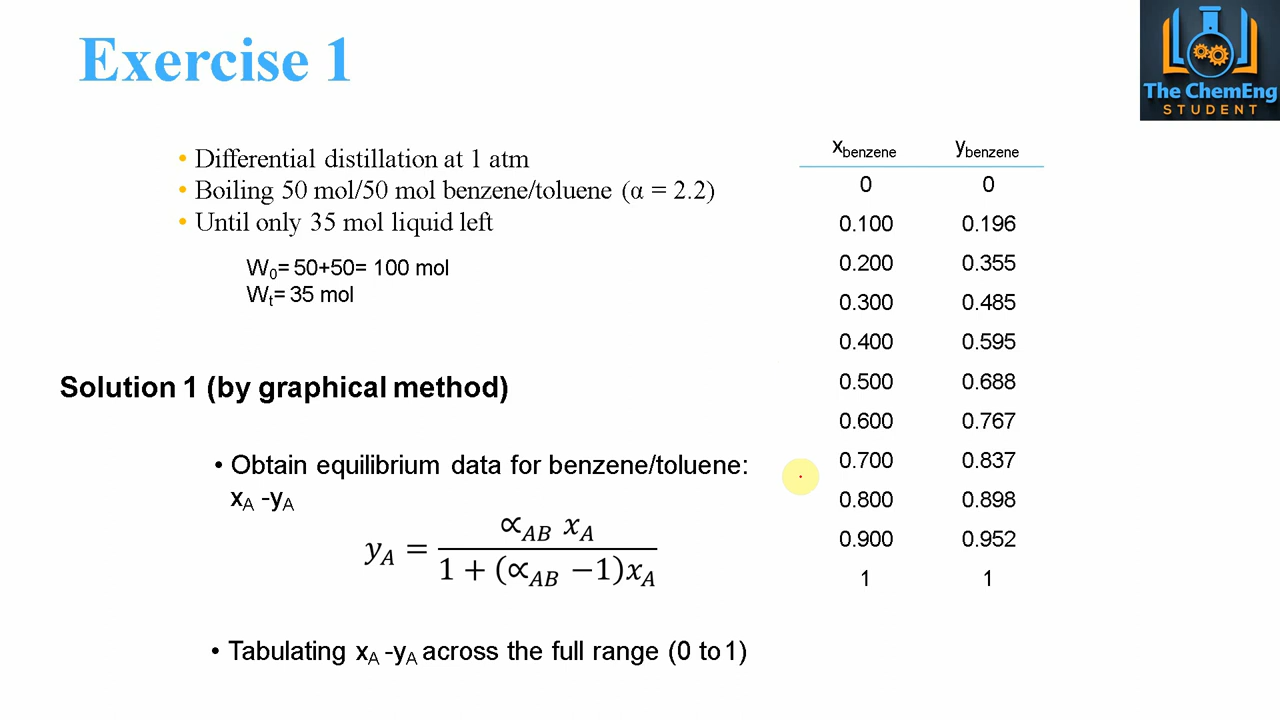 Exercise 1
The ChemEng
STUDENT
• Differential distillation at 1 atm
• Boiling 50 mol/50 mol benzene/toluene (α = 2.2)
• Until only 35 mol liquid left
W₀= 50+50= 100 mol
Wₜ= 35 mol
Solution 1 (by graphical method)
• Obtain equilibrium data for benzene/toluene:
x_A -y_A
y_A = ∝_AB x_A / 1 + (∝_AB −1)x_A
• Tabulating x_A -y_A across the full range (0 to 1)
x_benzene y_benzene
0 0
0.100 0.196
0.200 0.355
0.300 0.485
0.400 0.595
0.500 0.688
0.600 0.767
0.700 0.837
0.800 0.898
0.900 0.952
1 1